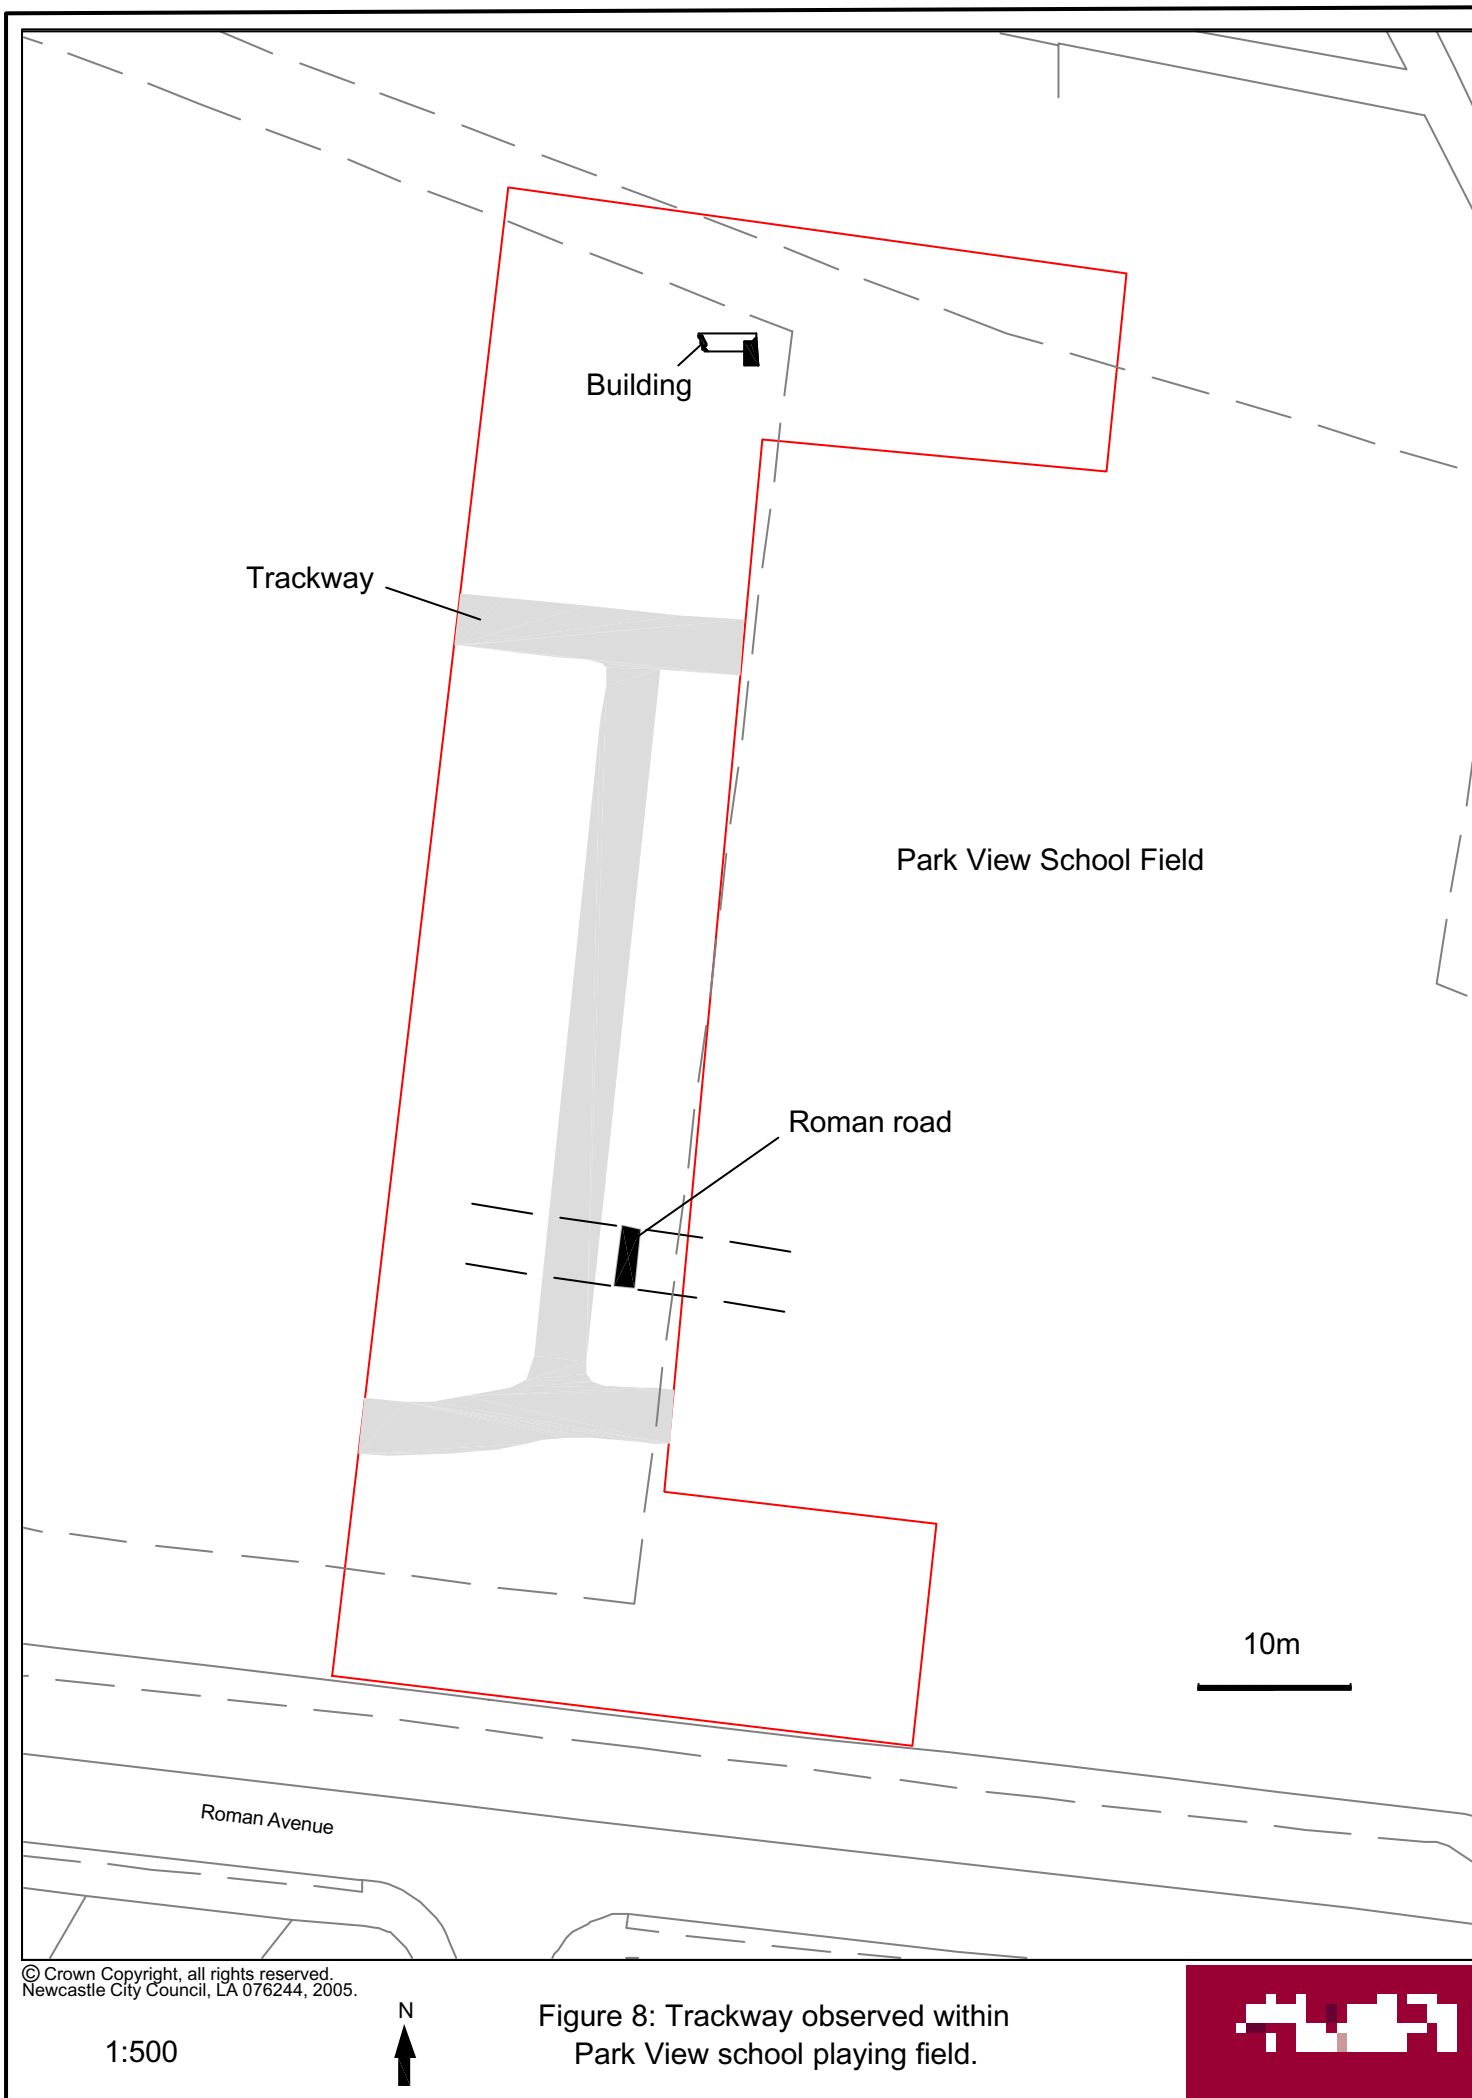 Building
Trackway
Park View School Field
Roman road
10m
Roman Avenue
© Crown Copyright, all rights reserved.
Newcastle City Council, LA 076244, 2005.
N
1:500
Figure 8: Trackway observed within
Park View school playing field.